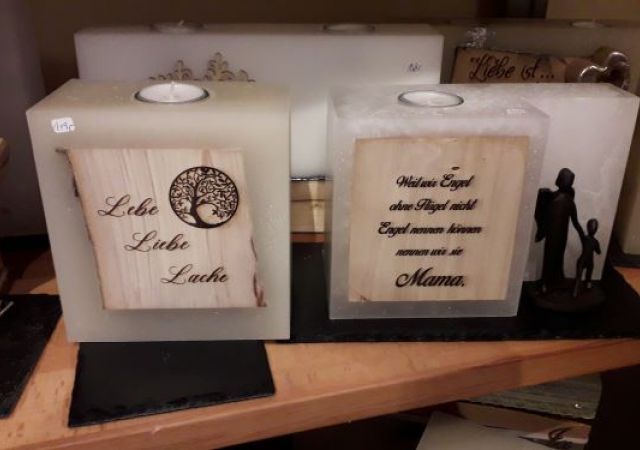 Liebe ist...
Lebe
Liebe
Lache
Weil wir Engel
ohne Flügel nicht
Engel nennen können
nennen wir sie
Mama.